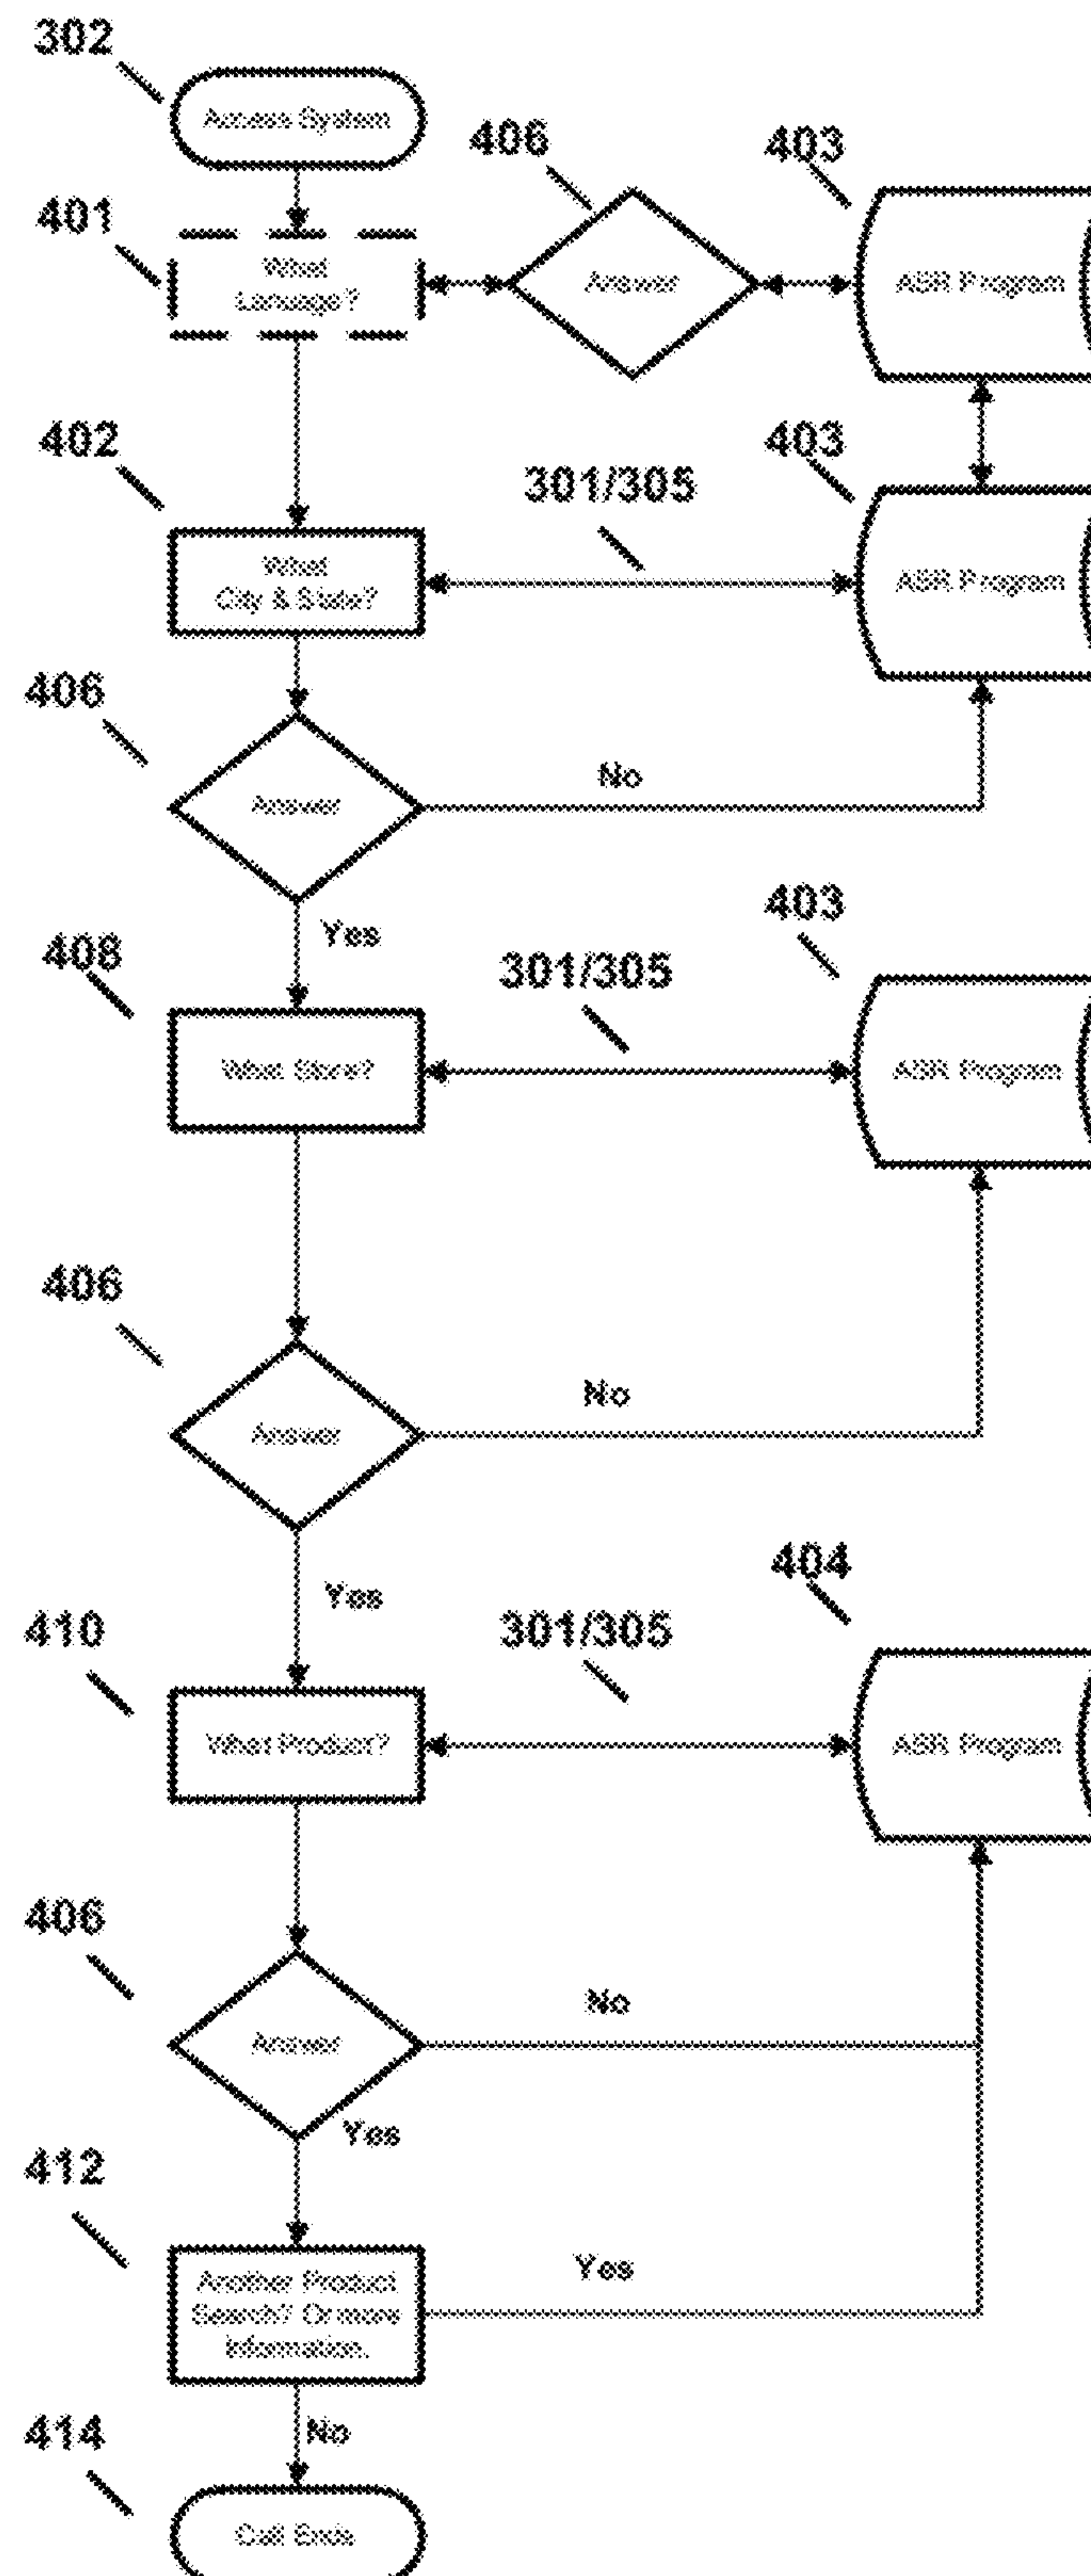 302
Access System
406
403
401
What
Lanuage?
Answer
ASR Program
402
403
301/305
What
City & State?
ASR Program
406
Answer
No
Yes
403
408
301/305
What Store?
ASR Program
406
Answer
No
404
Yes
410
301/305
What Product?
ASR Program
406
Answer
No
Yes
412
Another Product
Search? Or more
Information.
Yes
414
No
Call Ends